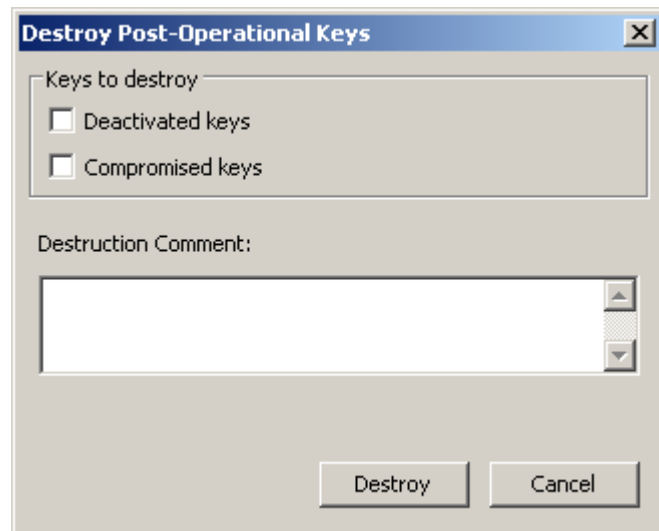 Destroy Post-Operational Keys
Keys to destroy
Deactivated keys
Compromised keys
Destruction Comment:
Destroy Cancel